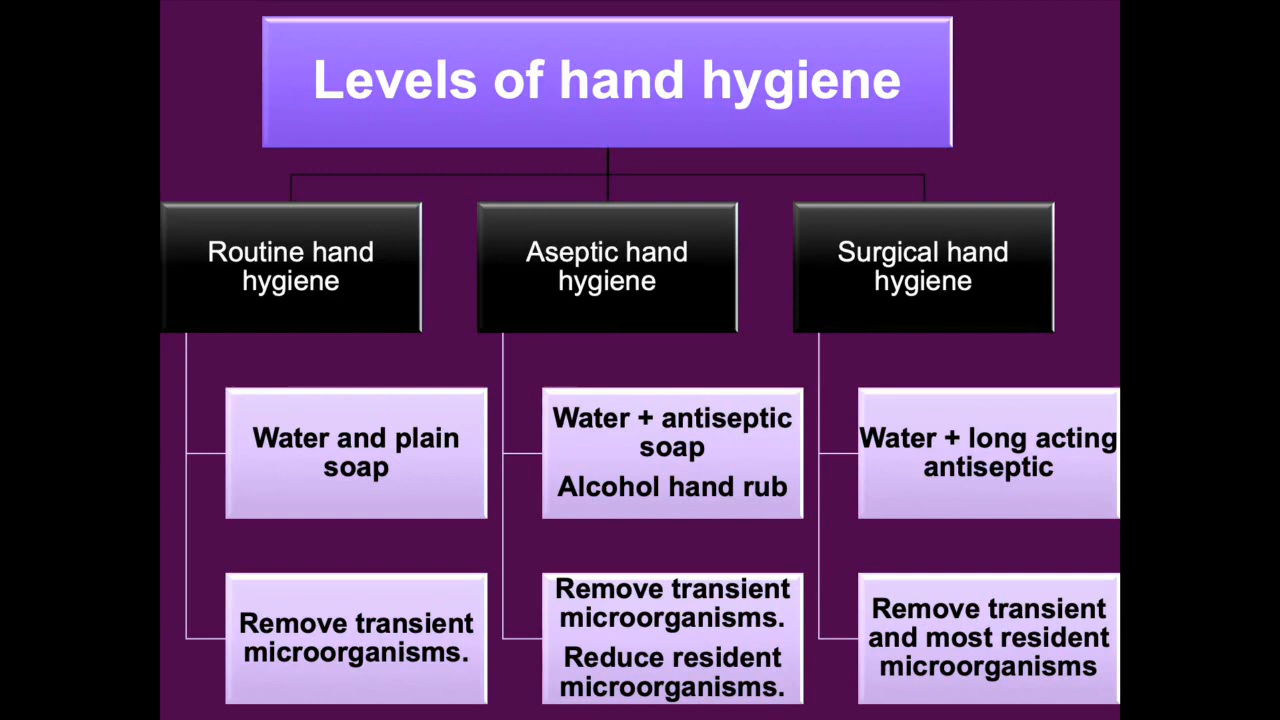 Levels of hand hygiene
Routine hand
hygiene
Aseptic hand
hygiene
Surgical hand
hygiene
Water and plain
soap
Water + antiseptic
soap
Alcohol hand rub
Water + long acting
antiseptic
Remove transient
microorganisms.
Remove transient
microorganisms.
Reduce resident
microorganisms.
Remove transient
and most resident
microorganisms